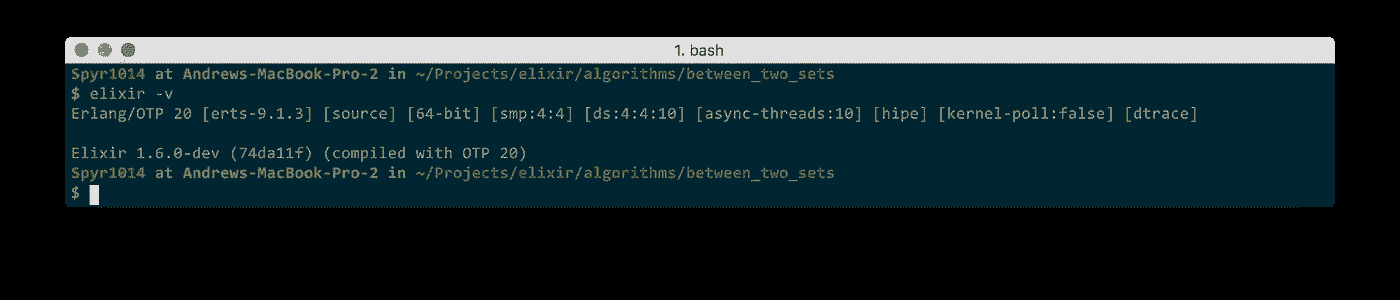 1. bash
Spyr1014 at Andrews-MacBook-Pro-2 in ~/Projects/elixir/algorithms/between_two_sets
$ elixir -v
Erlang/OTP 20 [erts-9.1.3] [source] [64-bit] [smp:4:4] [ds:4:4:10] [async-threads:10] [hipe] [kernel-poll:false] [dtrace]
Elixir 1.6.0-dev (74da11f) (compiled with OTP 20)
Spyr1014 at Andrews-MacBook-Pro-2 in ~/Projects/elixir/algorithms/between_two_sets
$